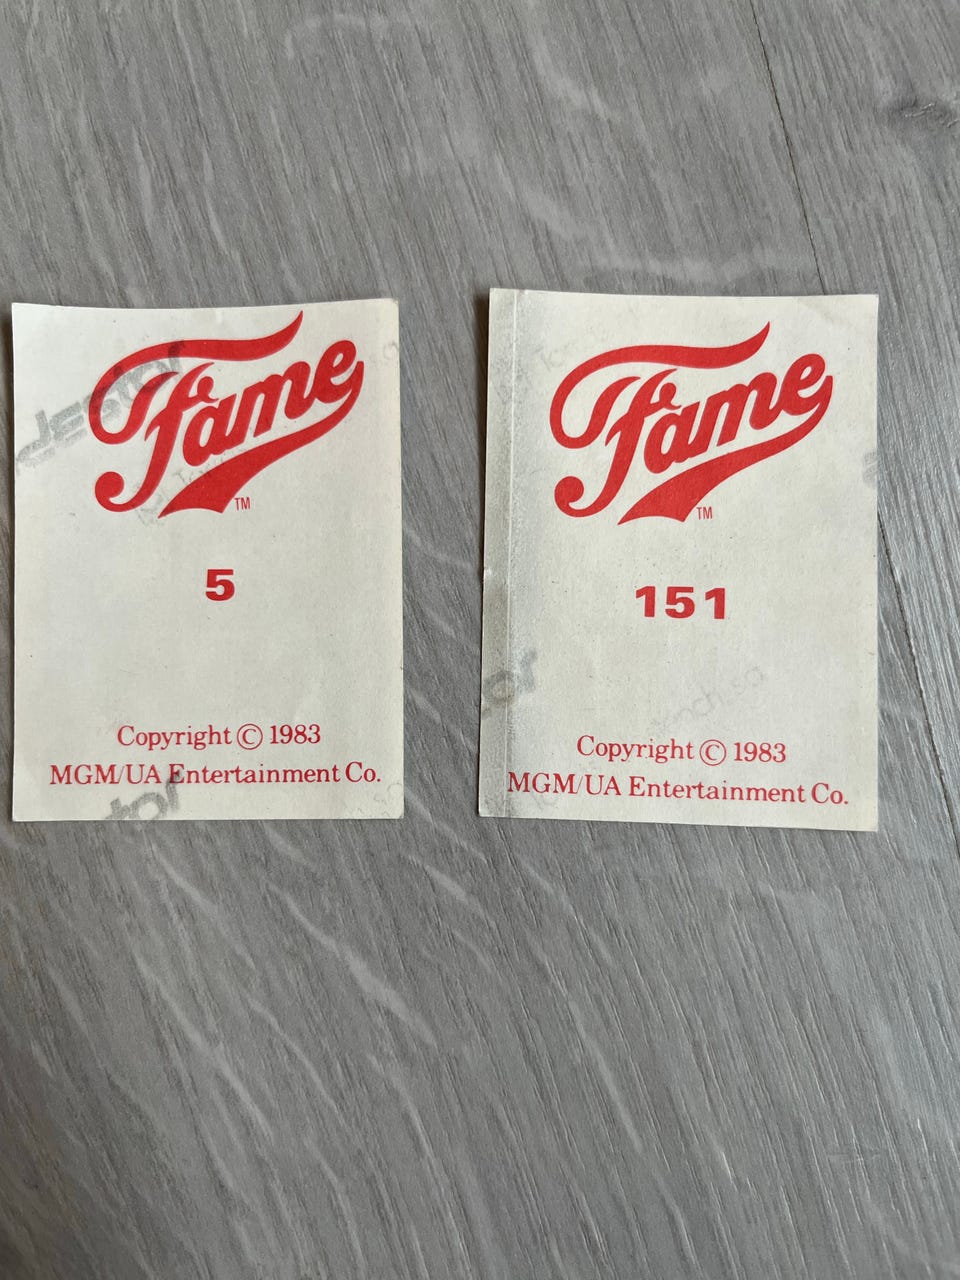 Fame
TM
5
Copyright © 1983
MGM/UA Entertainment Co.
Fame
TM
151
Copyright © 1983
MGM/UA Entertainment Co.